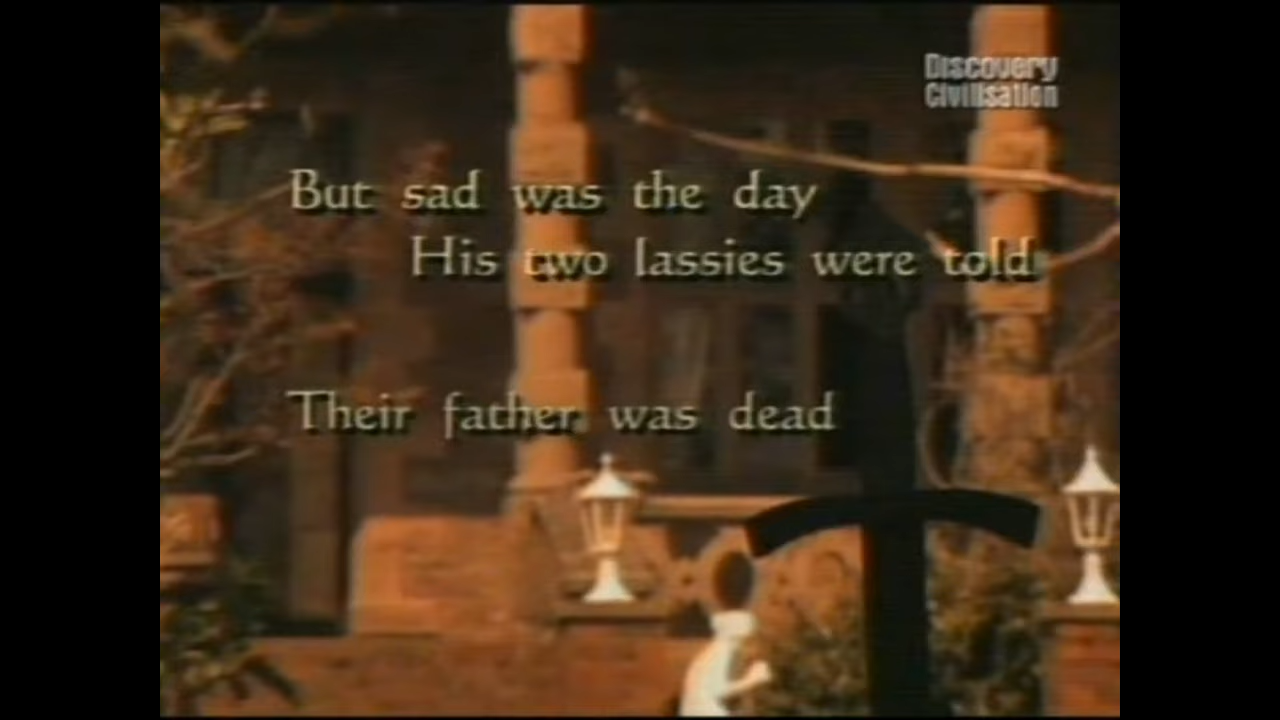 Discovery
Civilisation
But sad was the day
His two lassies were told
Their father was dead